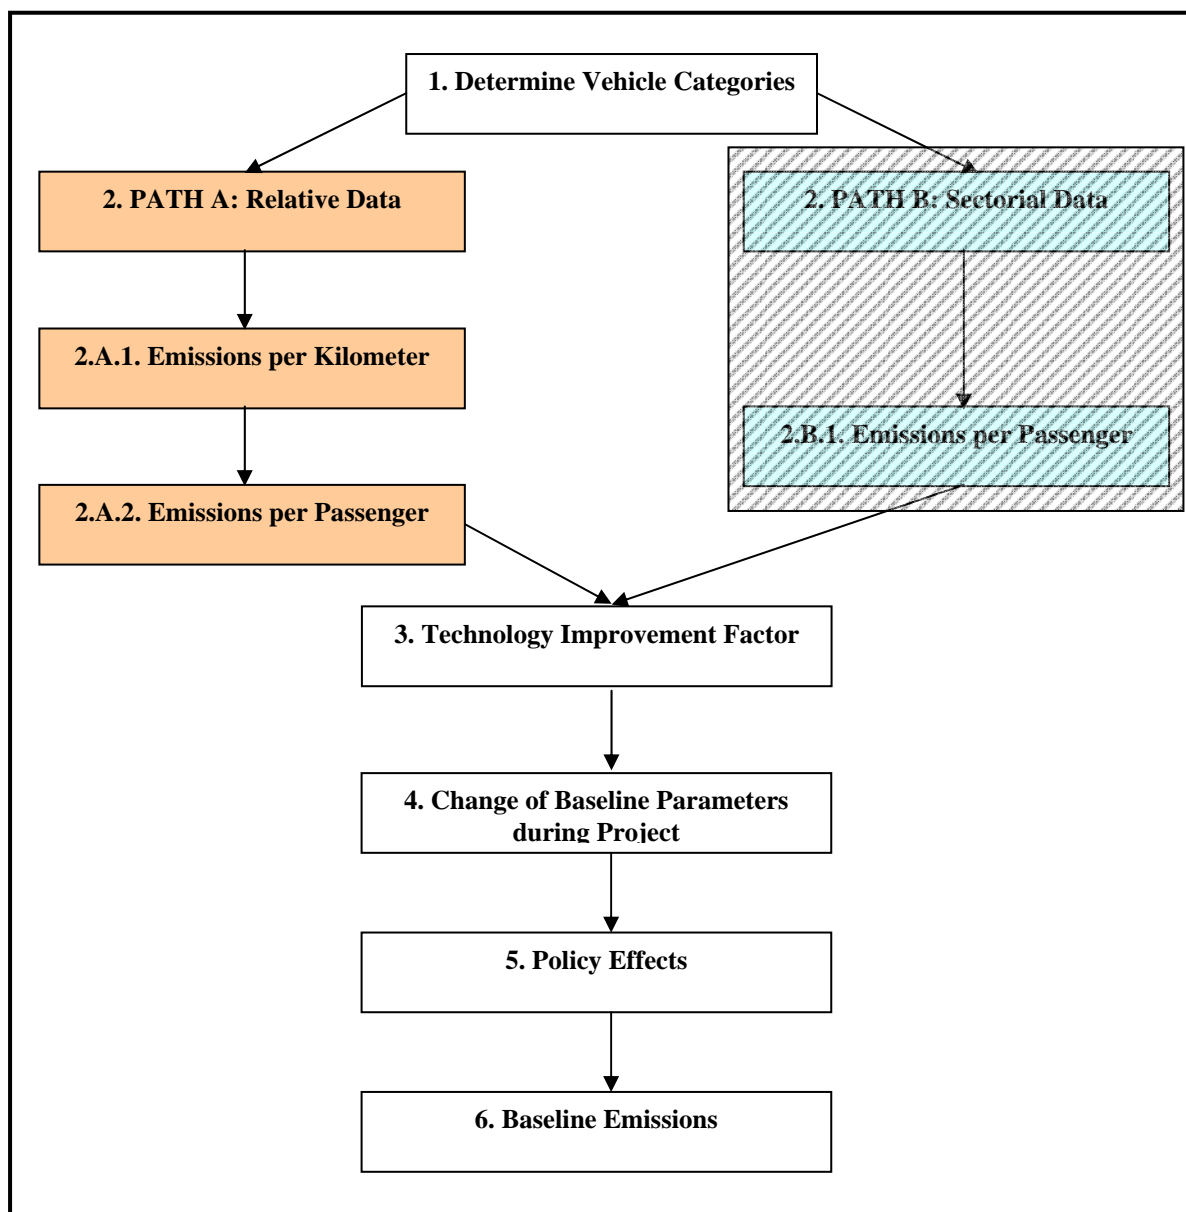 1. Determine Vehicle Categories
2. PATH A: Relative Data
2. PATH B: Sectorial Data
2.A.1. Emissions per Kilometer
2.B.1. Emissions per Passenger
2.A.2. Emissions per Passenger
3. Technology Improvement Factor
4. Change of Baseline Parameters
during Project
5. Policy Effects
6. Baseline Emissions